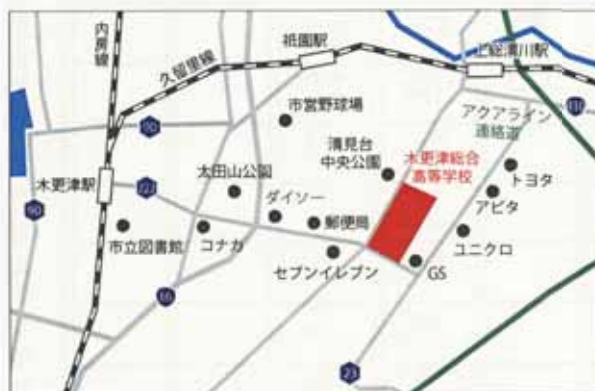 内房線
久留里線
祇園駅
上総清川駅
市営野球場
アクアライン
連絡道
清見台
中央公園
木更津総合
高等学校
トヨタ
太田山公園
木更津駅
ダイソー
アピタ
郵便局
ユニクロ
市立図書館
コナカ
セブンイレブン
GS
90
90
16
23